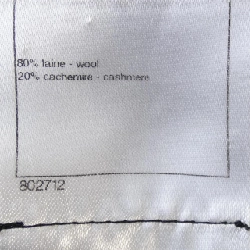 80% laine - wool
20% cachemire - cashmere
802712